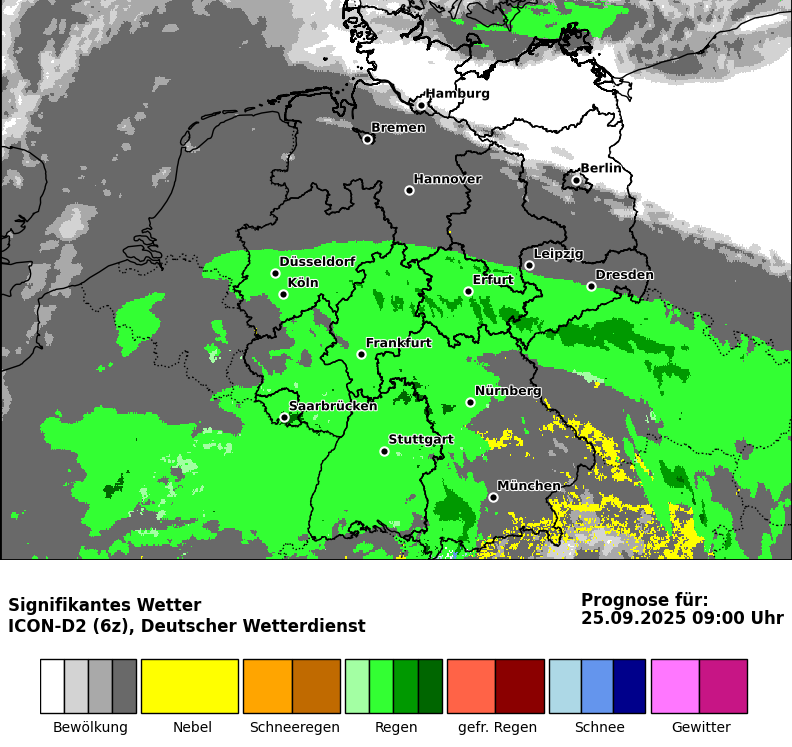 Hamburg
Bremen
Berlin
Hannover
Leipzig
Düsseldorf
Dresden
Köln
Erfurt
Frankfurt
Nürnberg
Saarbrücken
Stuttgart
München
Signifikantes Wetter
ICON-D2 (6z), Deutscher Wetterdienst
Prognose für:
25.09.2025 09:00 Uhr
Bewölkung
Nebel
Schneeregen
Regen
gefr. Regen
Schnee
Gewitter